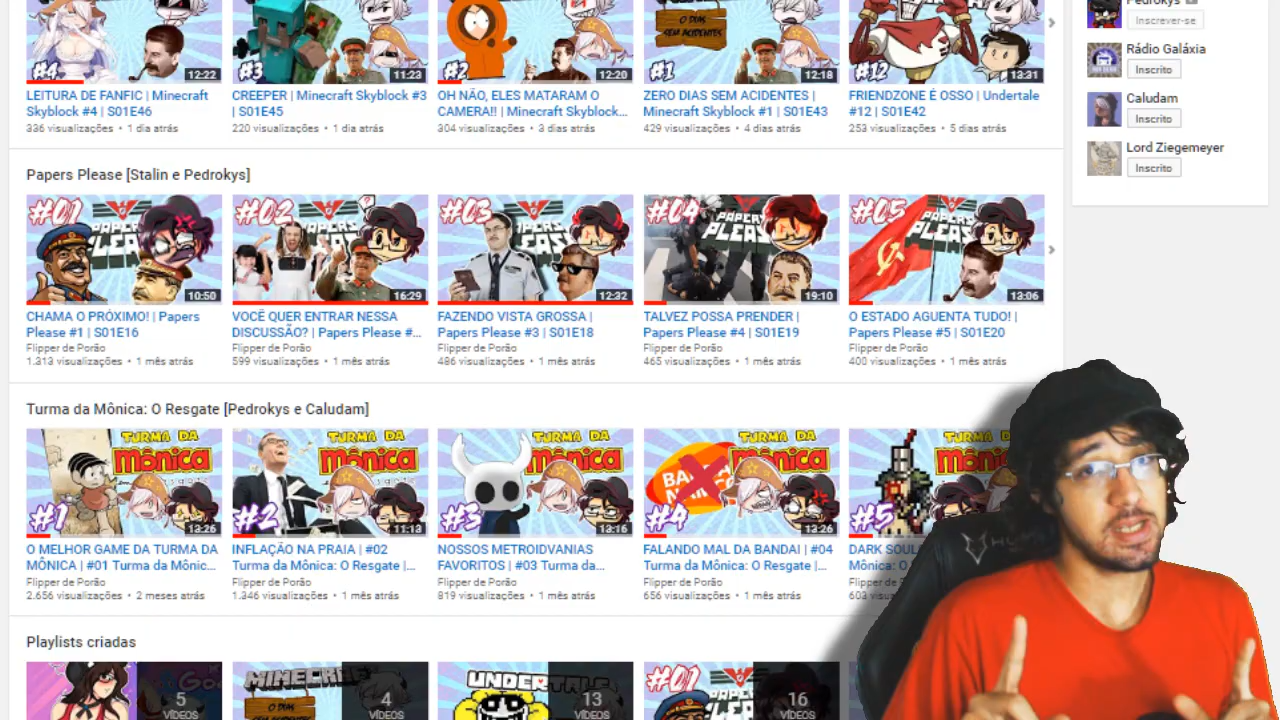 Pedrokys
Inscrever-se
#4
12:22
#3
11:23
#2
12:20
O DIAS
SEM ACIDENTES
#1
12:18
#12
13:31
Rádio Galáxia
Inscrito
LEITURA DE FANFIC | Minecraft
Skyblock #4 | S01E46
336 visualizações • 1 dia atrás
CREEPER | Minecraft Skyblock #3
| S01E45
220 visualizações • 1 dia atrás
OH NÃO, ELES MATARAM O
CAMERA!! | Minecraft Skyblock...
304 visualizações • 3 dias atrás
ZERO DIAS SEM ACIDENTES |
Minecraft Skyblock #1 | S01E43
429 visualizações • 4 dias atrás
FRIENDZONE É OSSO | Undertale
#12 | S01E42
253 visualizações • 5 dias atrás
Caludam
Inscrito
Lord Ziegemeyer
Inscrito
Papers Please [Stalin e Pedrokys]
#01
10:50
#02
16:29
#03
12:32
#04
PAPERS
PLEAS
19:10
#05
13:06
CHAMA O PRÓXIMO! | Papers
Please #1 | S01E16
Flipper de Porão
1.313 visualizações • 1 mês atrás
VOCÊ QUER ENTRAR NESSA
DISCUSSÃO? | Papers Please #...
Flipper de Porão
599 visualizações • 1 mês atrás
FAZENDO VISTA GROSSA |
Papers Please #3 | S01E18
Flipper de Porão
486 visualizações • 1 mês atrás
TALVEZ POSSA PRENDER |
Papers Please #4 | S01E19
Flipper de Porão
465 visualizações • 1 mês atrás
O ESTADO AGUENTA TUDO! |
Papers Please #5 | S01E20
Flipper de Porão
400 visualizações • 1 mês atrás
Turma da Mônica: O Resgate [Pedrokys e Caludam]
TURMA DA
mônica
#1
13:26
TURMA DA
mônica
#2
11:13
TURMA DA
mônica
#3
13:16
TURMA DA
mônica
#4
13:26
TURMA DA
#5
O MELHOR GAME DA TURMA DA
MÔNICA | #01 Turma da Mônic...
Flipper de Porão
2.656 visualizações • 2 meses atrás
INFLAÇÃO NA PRAIA | #02
Turma da Mônica: O Resgate |...
Flipper de Porão
1.346 visualizações • 1 mês atrás
NOSSOS METROIDVANIAS
FAVORITOS | #03 Turma da...
Flipper de Porão
819 visualizações • 1 mês atrás
FALANDO MAL DA BANDAI | #04
Turma da Mônica: O Resgate |...
Flipper de Porão
656 visualizações • 1 mês atrás
DARK SOUL
Mônica: O
Flipper de
603 visua
Playlists criadas
5
VÍDEOS
MINECRAF
O DIAS
SEM ACIDENTES
4
VÍDEOS
UNDERTAL
13
VÍDEOS
#01
16
VÍDEOS